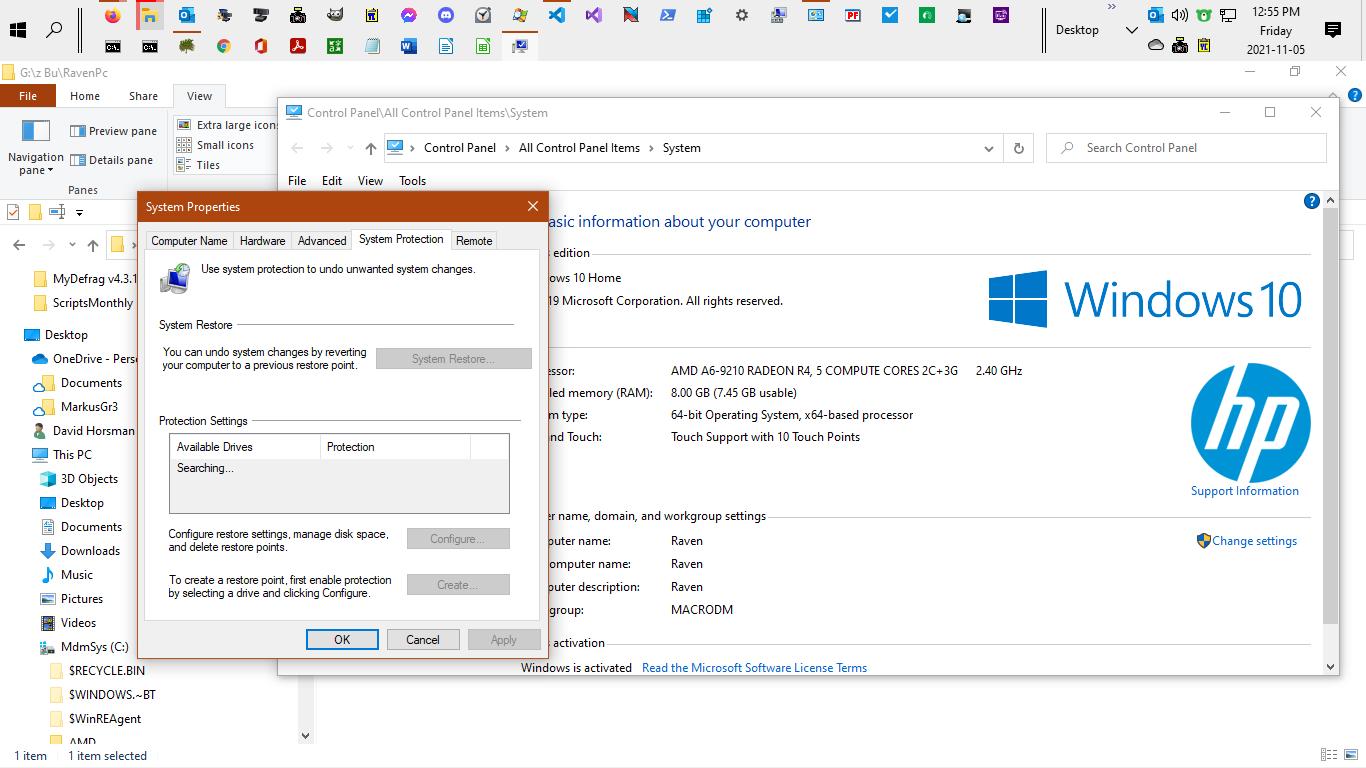 12:55 PM
Desktop
Friday
2021-11-05
G:\z Bu\RavenPc
File Home Share View
Navigation pane
Preview pane
Details pane
Panes
Extra large icons
Small icons
Tiles
MyDefrag v4.3.1
ScriptsMonthly
Desktop
OneDrive - Pers
Documents
MarkusGr3
David Horsman
This PC
3D Objects
Desktop
Documents
Downloads
Music
Pictures
Videos
MdmSys (C:)
$RECYCLE.BIN
$WINDOWS.~BT
$WinREAgent
AMD
1 item 1 item selected
Control Panel\All Control Panel Items\System
Control Panel > All Control Panel Items > System
Search Control Panel
File Edit View Tools
asic information about your computer
s edition
ows 10 Home
19 Microsoft Corporation. All rights reserved.
Windows 10
ssor: AMD A6-9210 RADEON R4, 5 COMPUTE CORES 2C+3G 2.40 GHz
led memory (RAM): 8.00 GB (7.45 GB usable)
m type: 64-bit Operating System, x64-based processor
nd Touch: Touch Support with 10 Touch Points
hp
Support Information
er name, domain, and workgroup settings
puter name: Raven
Change settings
omputer name: Raven
puter description: Raven
group: MACRODM
s activation
Windows is activated Read the Microsoft Software License Terms
System Properties
Computer Name Hardware Advanced System Protection Remote
Use system protection to undo unwanted system changes.
System Restore
You can undo system changes by reverting
your computer to a previous restore point.
System Restore...
Protection Settings
Available Drives Protection
Searching...
Configure restore settings, manage disk space,
and delete restore points.
Configure...
To create a restore point, first enable protection
by selecting a drive and clicking Configure.
Create...
OK Cancel Apply